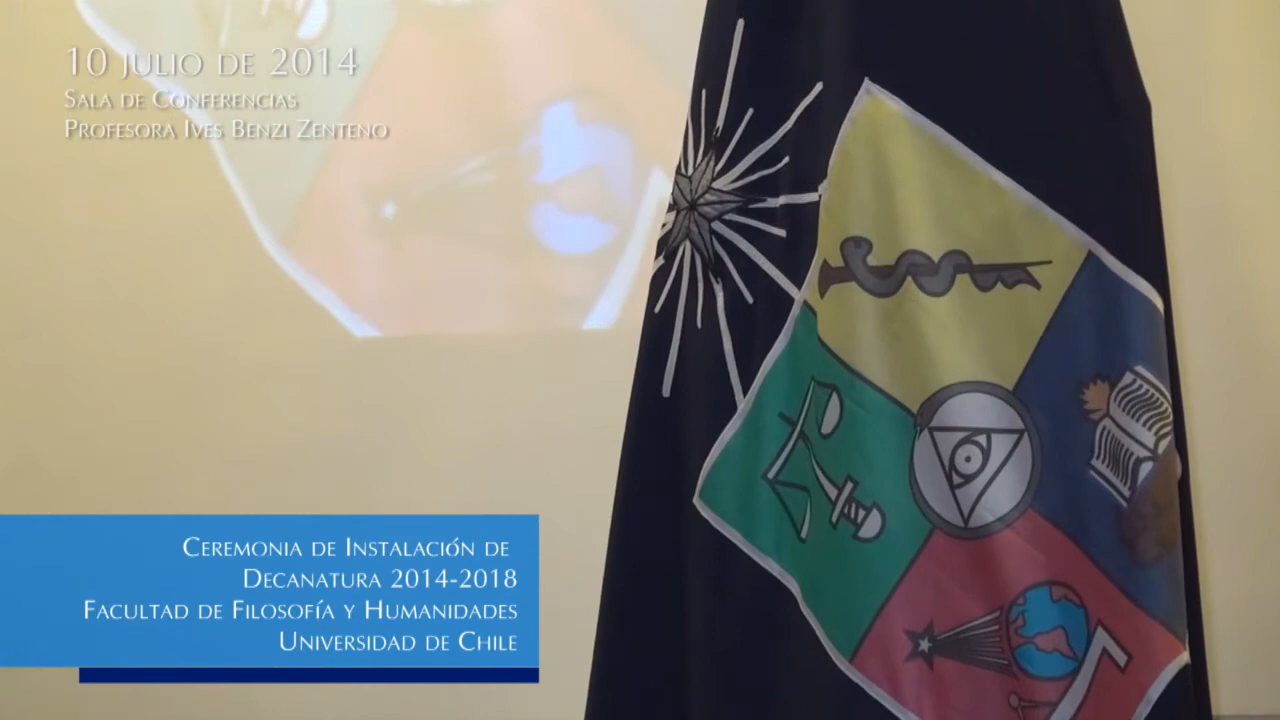 10 julio de 2014
Sala de Conferencias
Profesora Ives Benzi Zenteno
Ceremonia de Instalación de
Decanatura 2014-2018
Facultad de Filosofía y Humanidades
Universidad de Chile